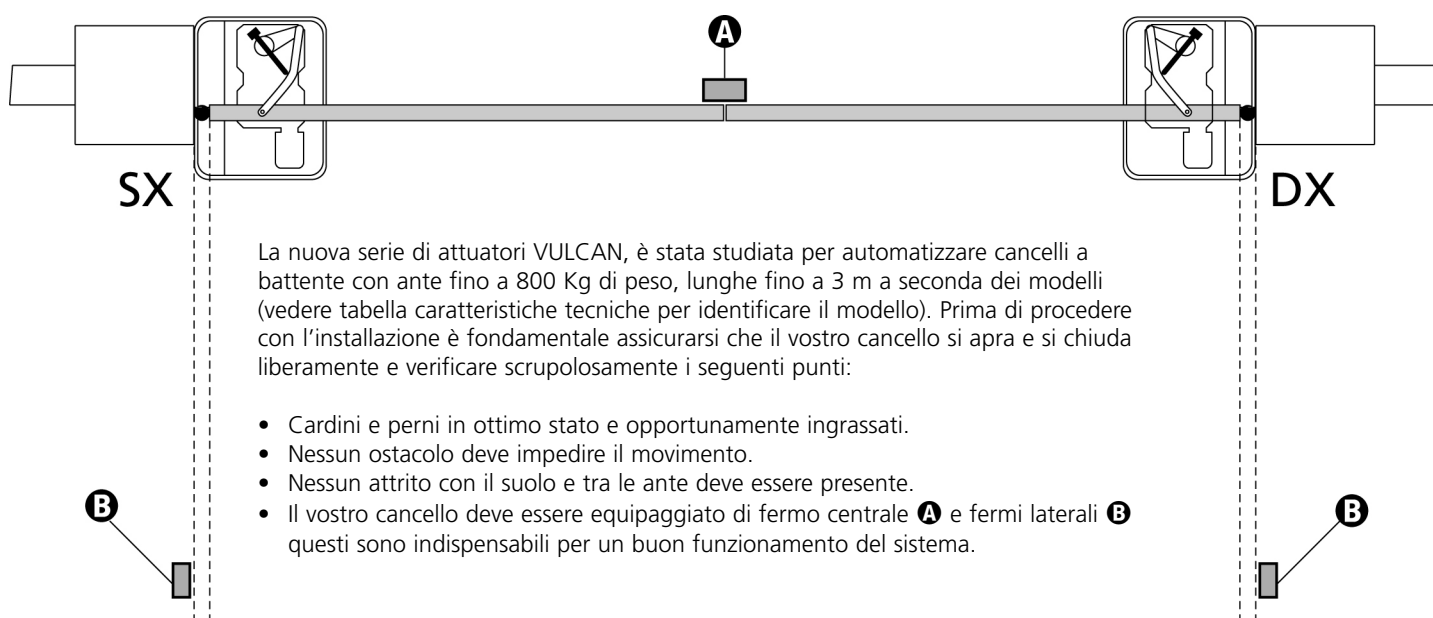 A
SX
DX
La nuova serie di attuatori VULCAN, è stata studiata per automatizzare cancelli a
battente con ante fino a 800 Kg di peso, lunghe fino a 3 m a seconda dei modelli
(vedere tabella caratteristiche tecniche per identificare il modello). Prima di procedere
con l’installazione è fondamentale assicurarsi che il vostro cancello si apra e si chiuda
liberamente e verificare scrupolosamente i seguenti punti:
• Cardini e perni in ottimo stato e opportunamente ingrassati.
• Nessun ostacolo deve impedire il movimento.
• Nessun attrito con il suolo e tra le ante deve essere presente.
• Il vostro cancello deve essere equipaggiato di fermo centrale A e fermi laterali B
questi sono indispensabili per un buon funzionamento del sistema.
B
B